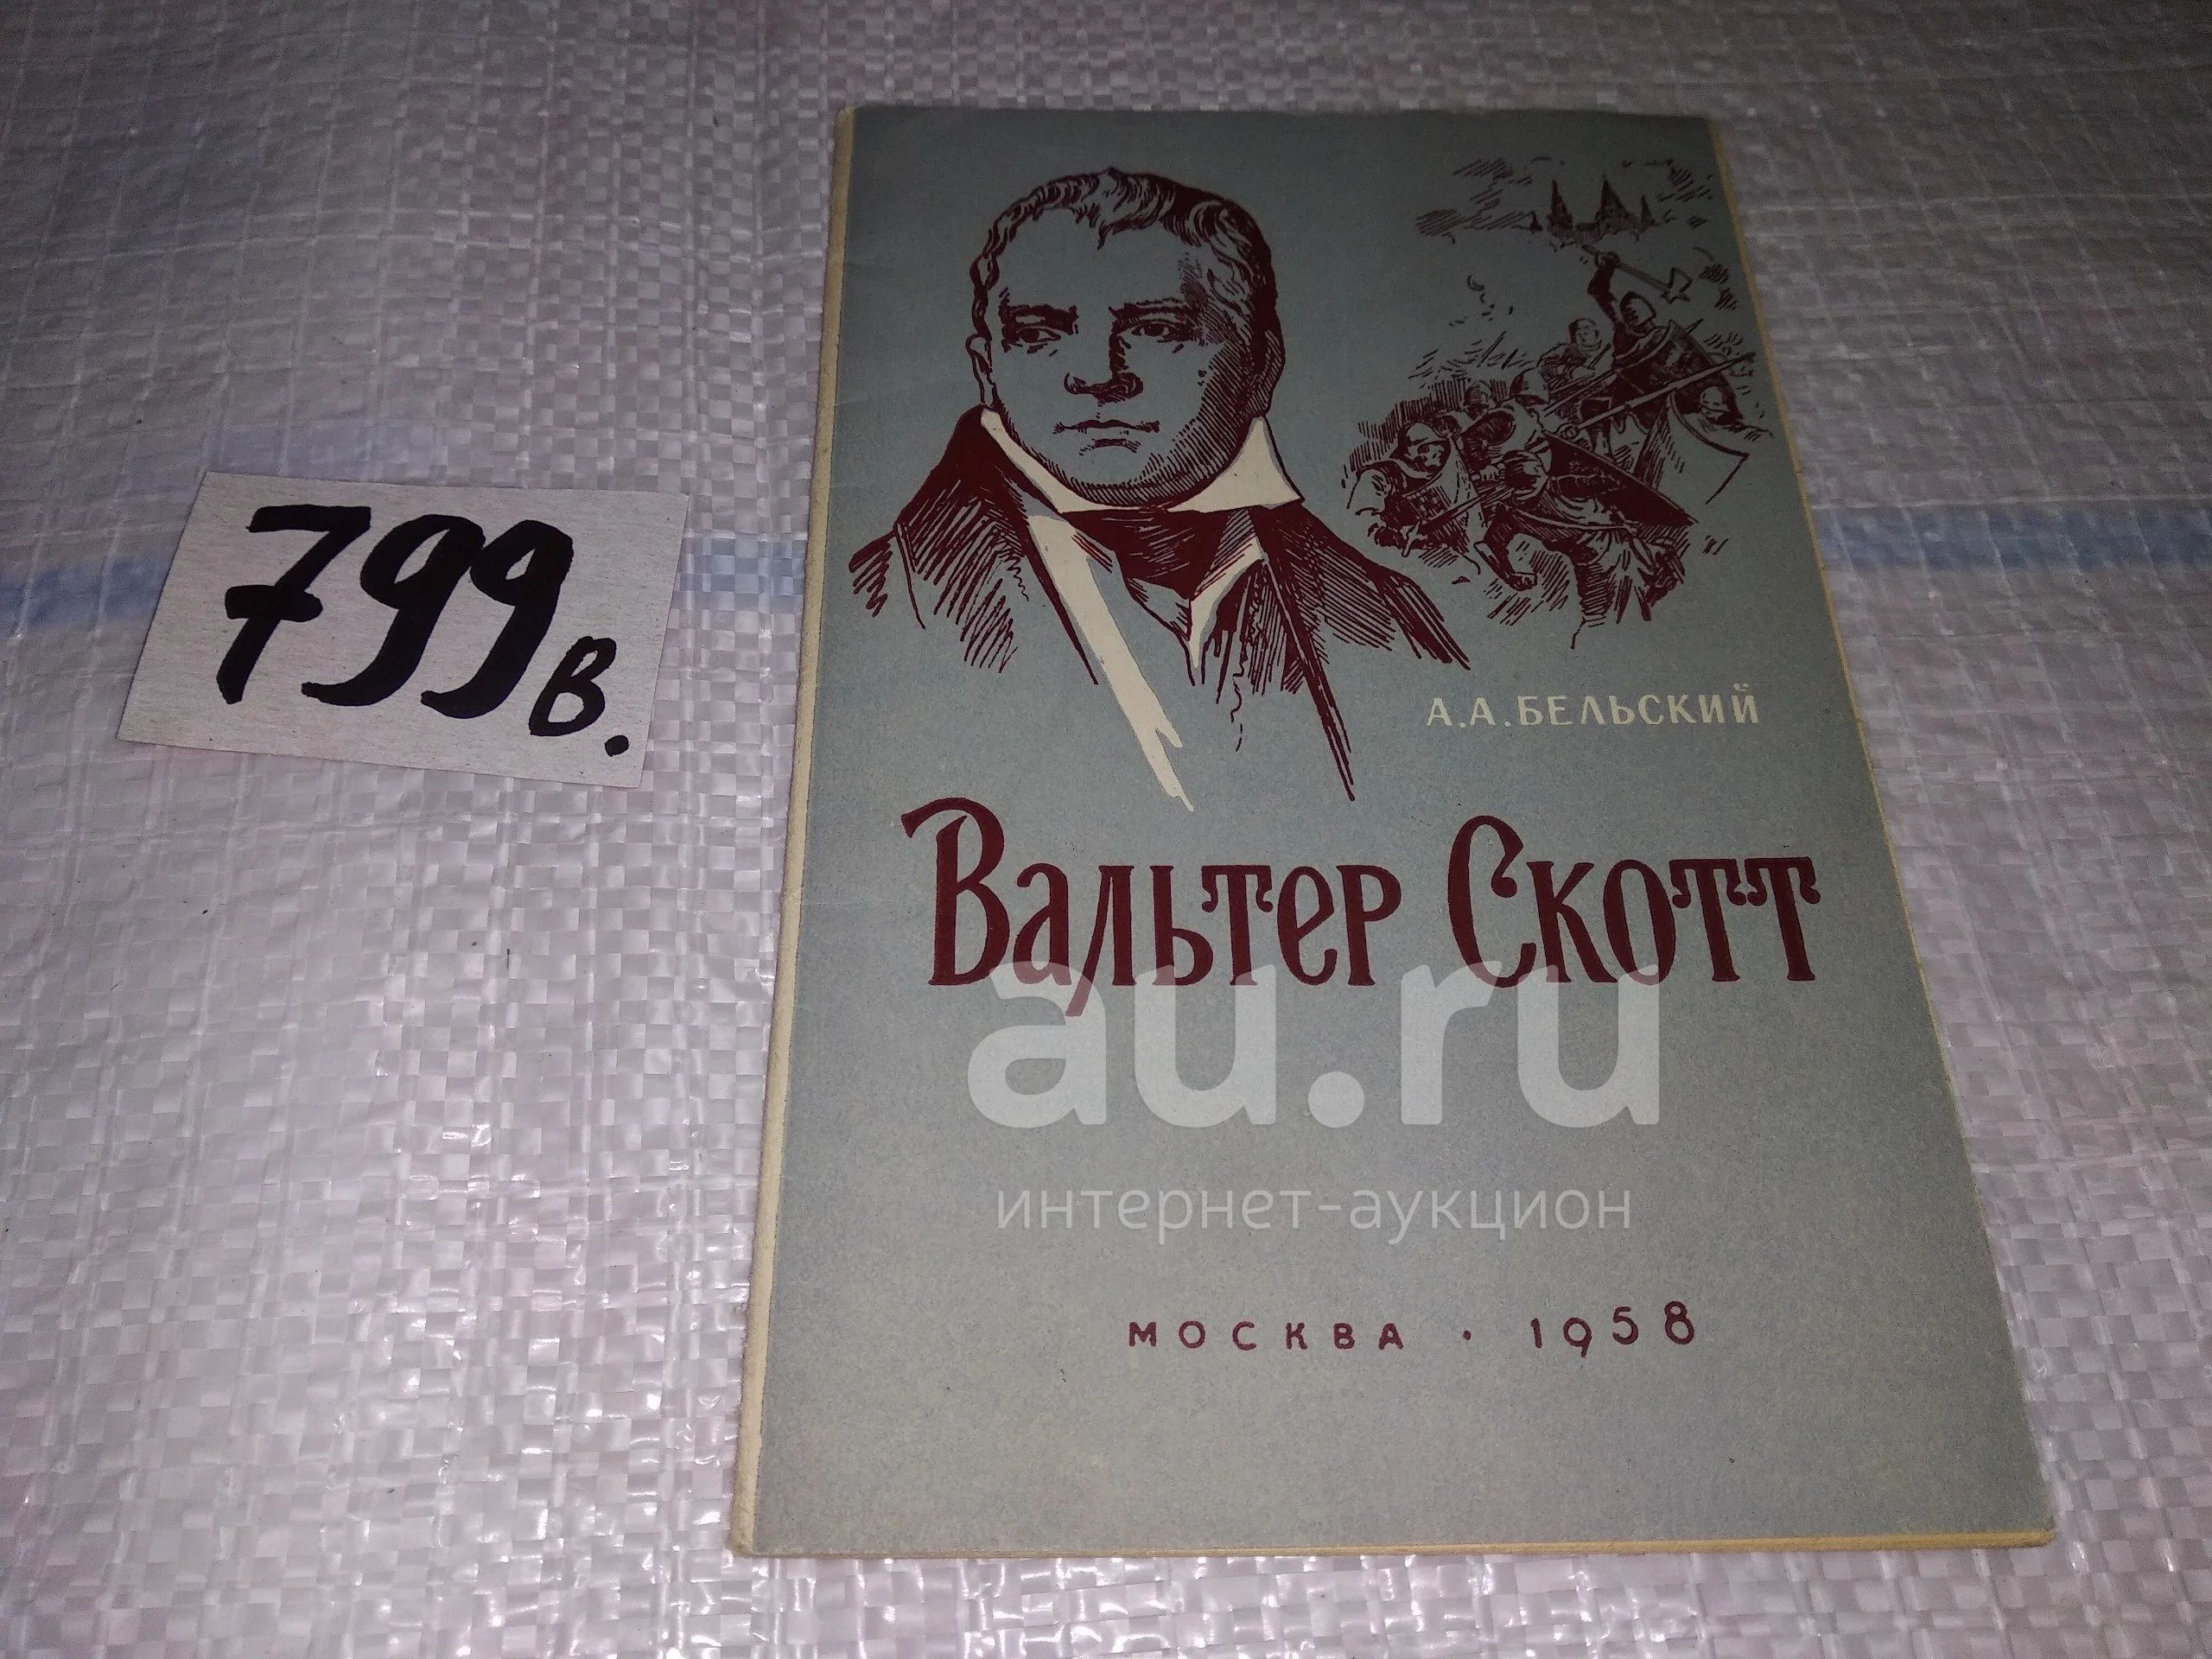 799в.
А.А.БЕЛЬСКИЙ
Вальтер Скотт
au.ru
интернет-аукцион
МОСКВА · 1958